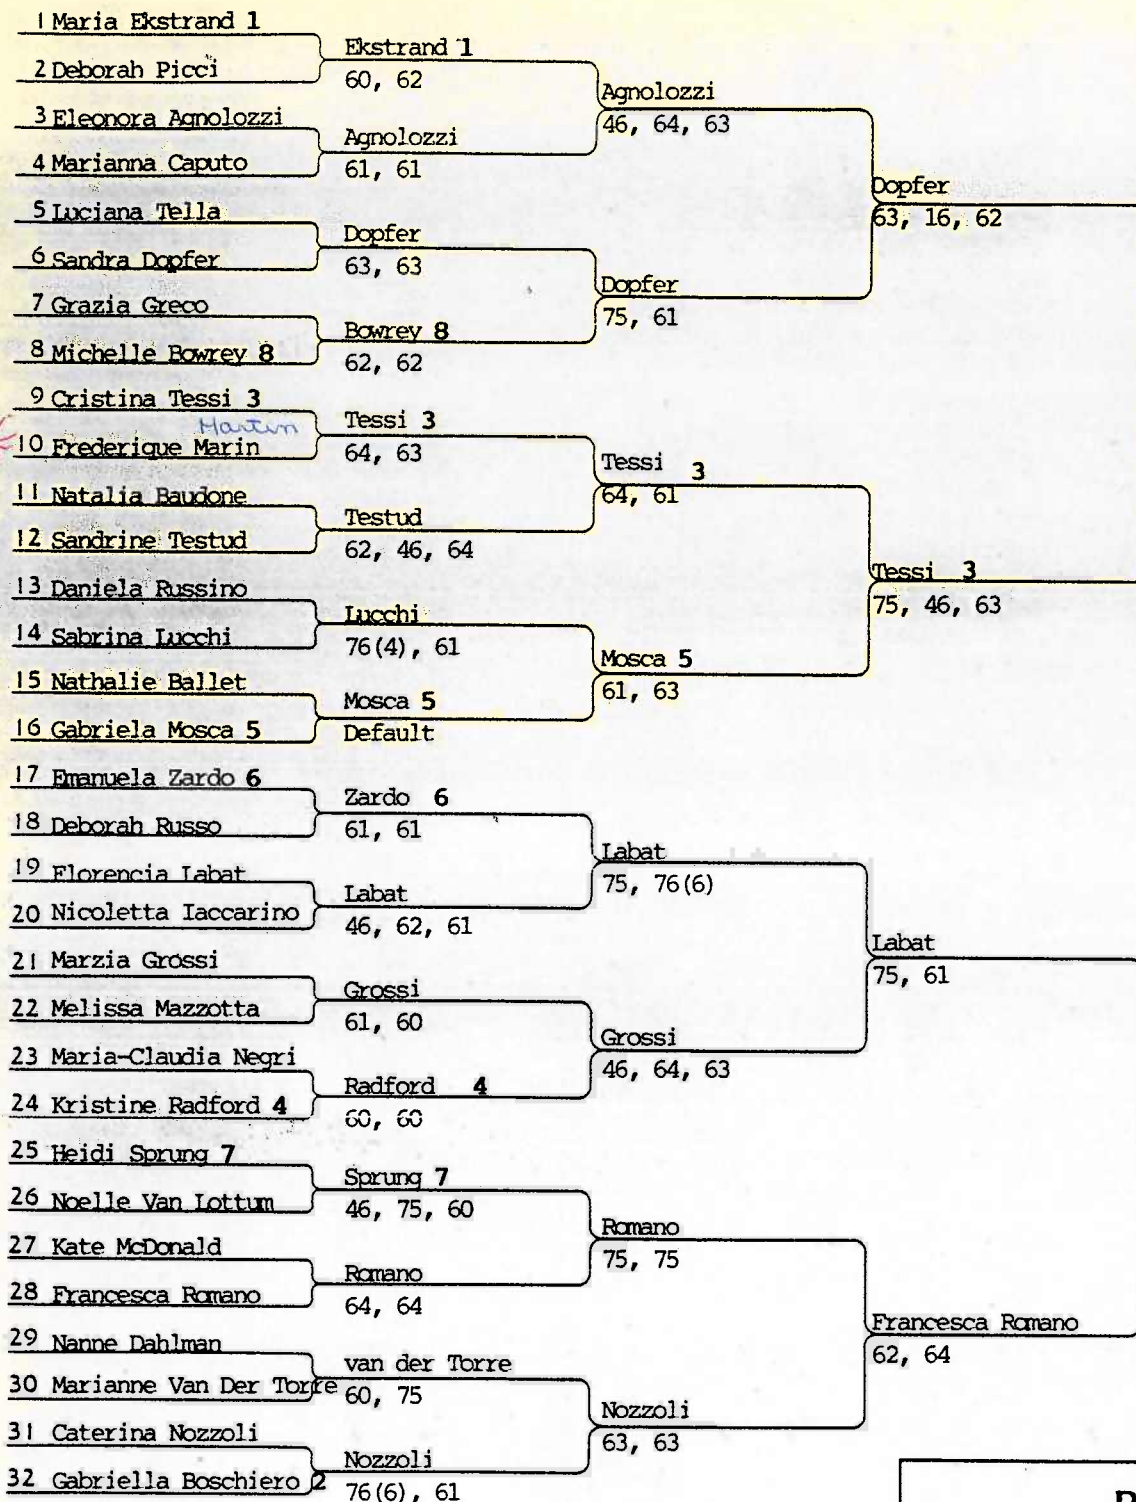 1 Maria Ekstrand 1
2 Deborah Picci
3 Eleonora Agnolozzi
4 Marianna Caputo
5 Luciana Tella
6 Sandra Dopfer
7 Grazia Greco
8 Michelle Bowrey 8
9 Cristina Tessi 3
Martin
10 Frederique Marin
11 Natalia Baudone
12 Sandrine Testud
13 Daniela Russino
14 Sabrina Lucchi
15 Nathalie Ballet
16 Gabriela Mosca 5
17 Emanuela Zardo 6
18 Deborah Russo
19 Florencia Labat
20 Nicoletta Iaccarino
21 Marzia Grossi
22 Melissa Mazzotta
23 Maria-Claudia Negri
24 Kristine Radford 4
25 Heidi Sprung 7
26 Noelle Van Lottum
27 Kate McDonald
28 Francesca Romano
29 Nanne Dahlman
30 Marianne Van Der Torre
31 Caterina Nozzoli
32 Gabriella Boschiero 2
Ekstrand 1
60, 62
Agnolozzi
61, 61
Dopfer
63, 63
Bowrey 8
62, 62
Tessi 3
64, 63
Testud
62, 46, 64
Lucchi
76(4), 61
Mosca 5
Default
Zardo 6
61, 61
Labat
46, 62, 61
Grossi
61, 60
Radford 4
60, 60
Sprung 7
46, 75, 60
Romano
64, 64
van der Torre
60, 75
Nozzoli
76(6), 61
Agnolozzi
46, 64, 63
Dopfer
75, 61
Tessi 3
64, 61
Mosca 5
61, 63
Labat
75, 76(6)
Grossi
46, 64, 63
Romano
75, 75
Nozzoli
63, 63
Dopfer
63, 16, 62
Tessi 3
75, 46, 63
Labat
75, 61
Francesca Romano
62, 64